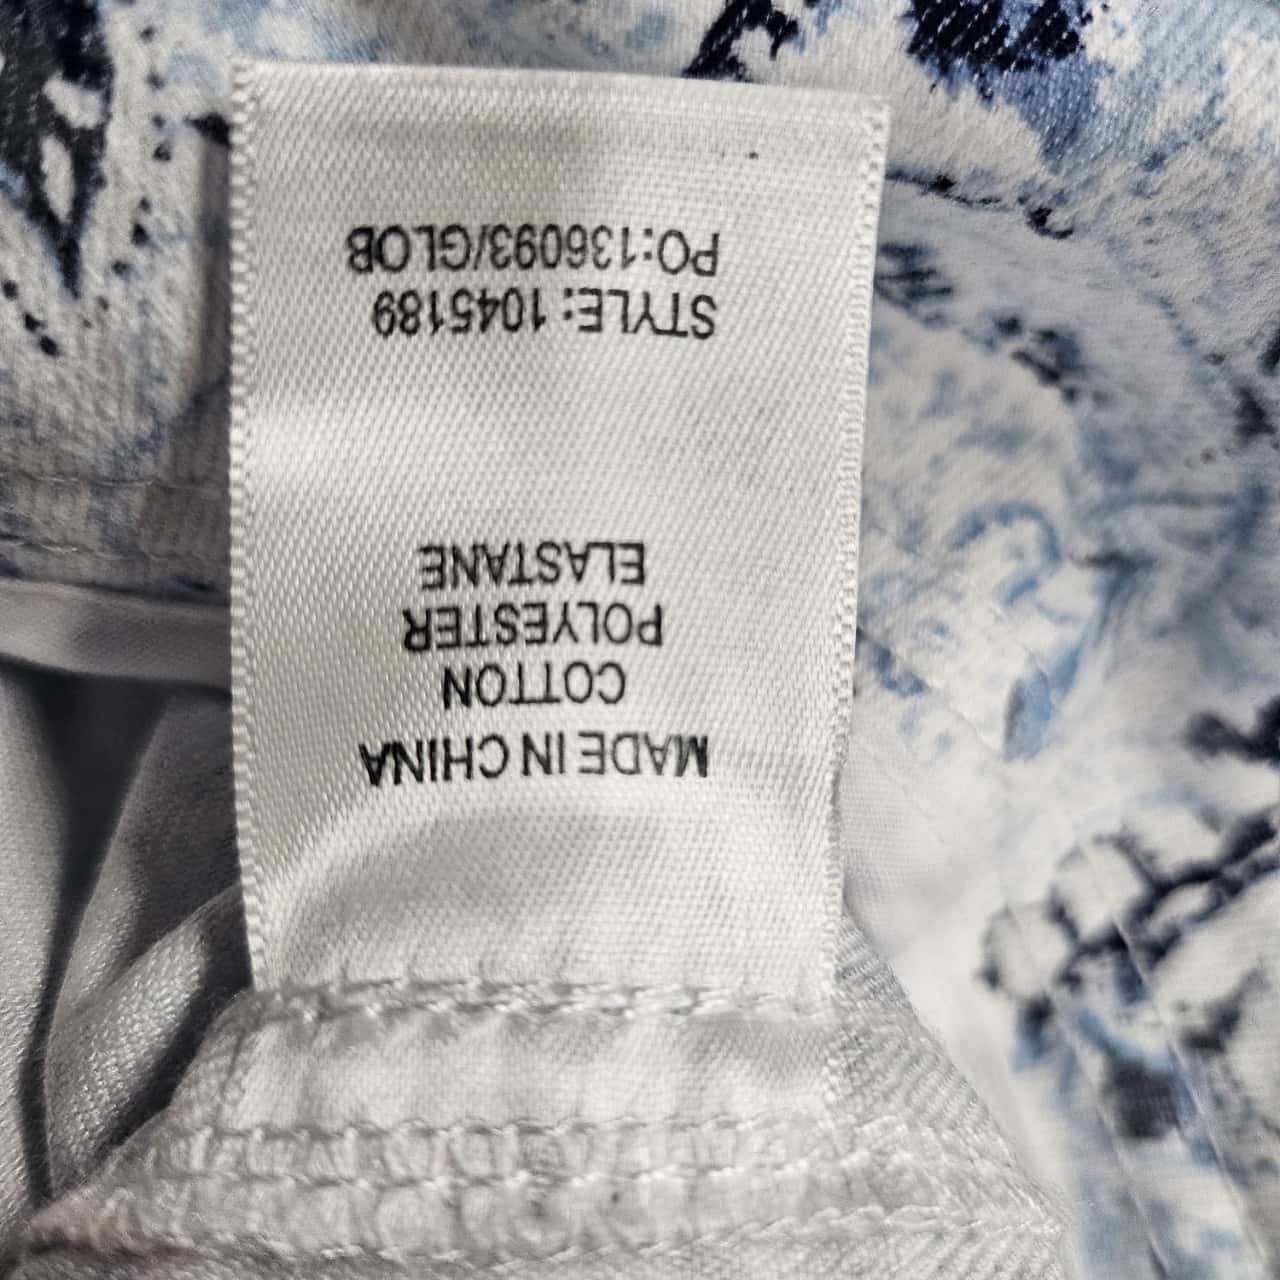 MADE IN CHINA
COTTON
POLYESTER
ELASTANE
STYLE: 1045189
PO:136093/GLOB